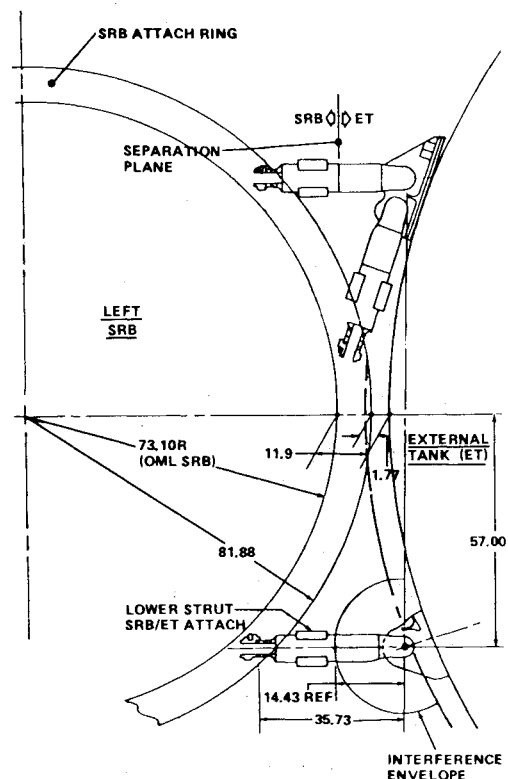 SRB ATTACH RING
SRB ET
SEPARATION
PLANE
LEFT
SRB
73.10R
(OML SRB)
11.9
EXTERNAL
TANK (ET)
1.77
57.00
81.88
LOWER STRUT
SRB/ET ATTACH
14.43 REF
35.73
INTERFERENCE
ENVELOPE